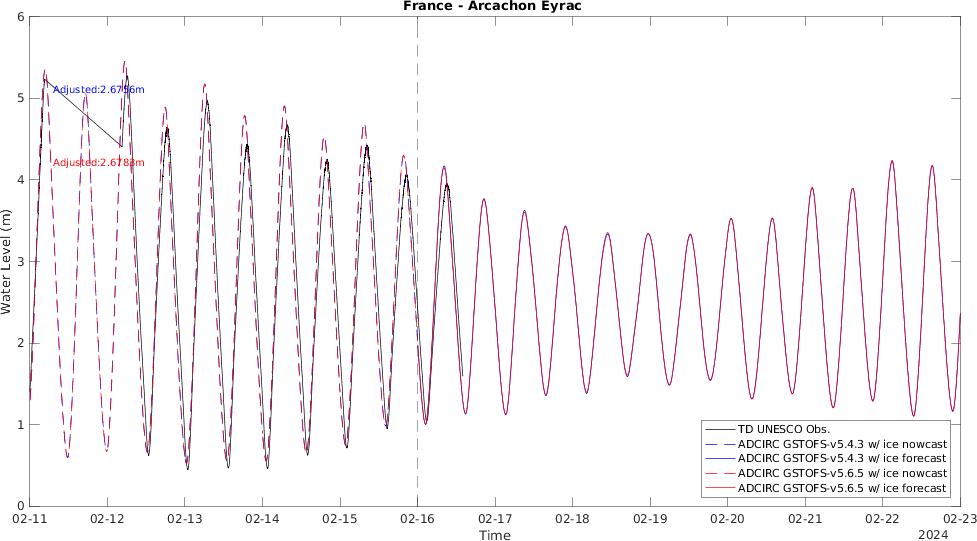 France - Arcachon Eyrac
6
5
4
3
2
1
0
Water Level (m)
Adjusted:2.6756m
Adjusted:2.6783m
TD UNESCO Obs.
ADCIRC GSTOFS-v5.4.3 w/ ice nowcast
ADCIRC GSTOFS-v5.4.3 w/ ice forecast
ADCIRC GSTOFS-v5.6.5 w/ ice nowcast
ADCIRC GSTOFS-v5.6.5 w/ ice forecast
02-11 02-12 02-13 02-14 02-15 02-16 02-17 02-18 02-19 02-20 02-21 02-22 02-23
Time
2024